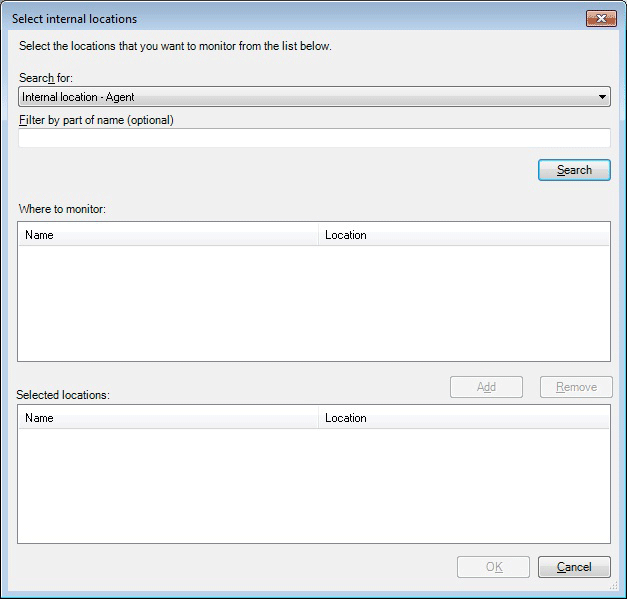 Select internal locations
Select the locations that you want to monitor from the list below.
Search for:
Internal location - Agent
Filter by part of name (optional)
Search
Where to monitor:
Name Location
Add Remove
Selected locations:
Name Location
OK Cancel